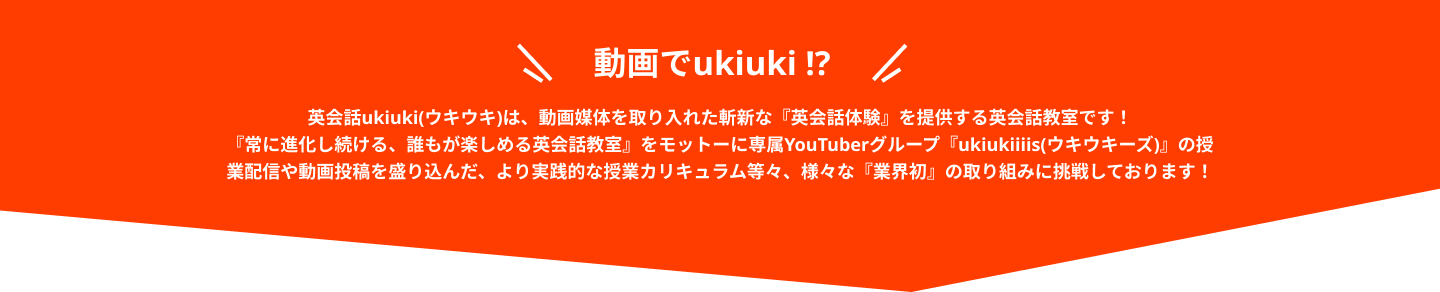 動画でukiuki !?
英会話ukiuki(ウキウキ)は、動画媒体を取り入れた斬新な『英会話体験』を提供する英会話教室です！
『常に進化し続ける、誰もが楽しめる英会話教室』をモットーに専属YouTuberグループ『ukiukiiiis(ウキウキーズ)』の授
業配信や動画投稿を盛り込んだ、より実践的な授業カリキュラム等々、様々な『業界初』の取り組みに挑戦しております！